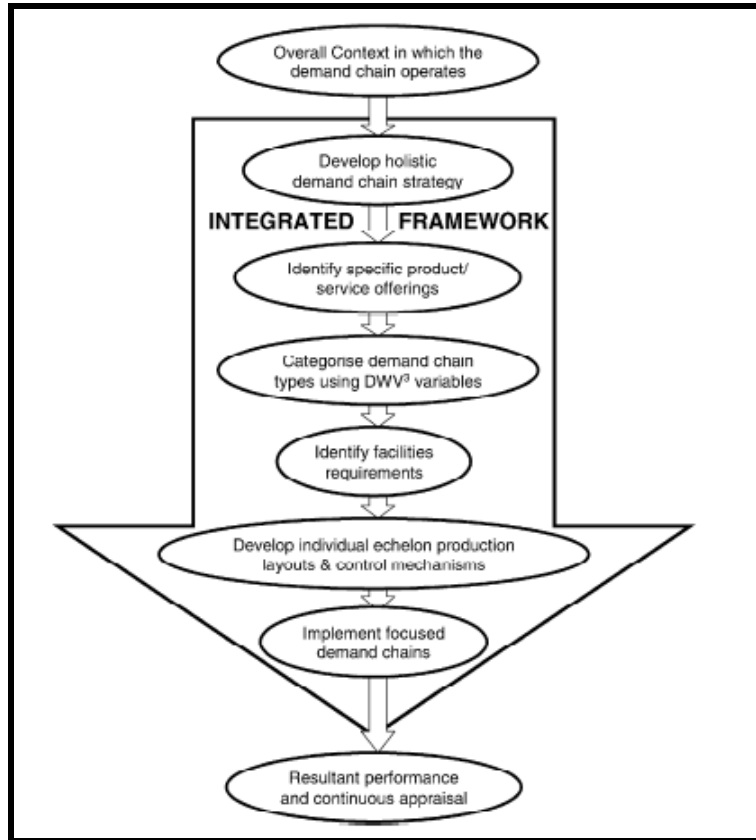 Overall Context in which the
demand chain operates
Develop holistic
demand chain strategy
INTEGRATED FRAMEWORK
Identify specific product/
service offerings
Categorise demand chain
types using DWV³ variables
Identify facilities
requirements
Develop individual echelon production
layouts & control mechanisms
Implement focused
demand chains
Resultant performance
and continuous appraisal